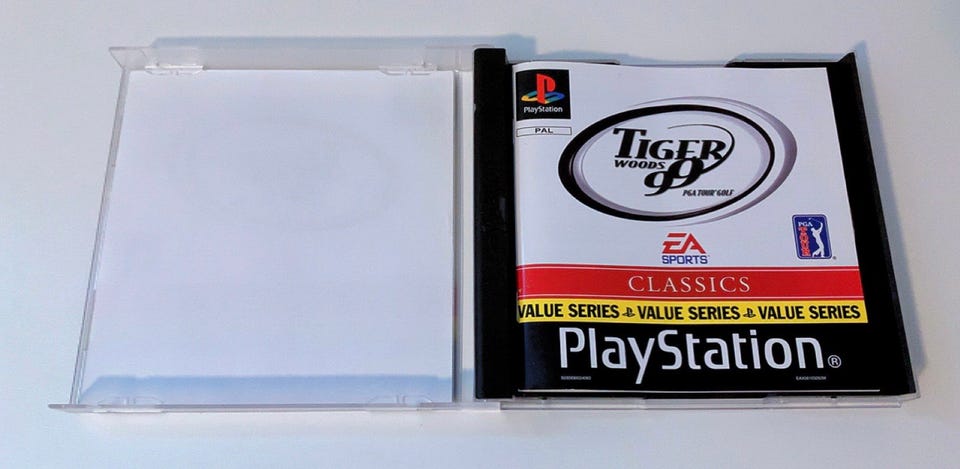 PlayStation
PAL
TIGER
WOODS
99
PGA TOUR GOLF
PGA
TOUR
EA
SPORTS™
CLASSICS
VALUE SERIES VALUE SERIES VALUE SERIES
PlayStation®